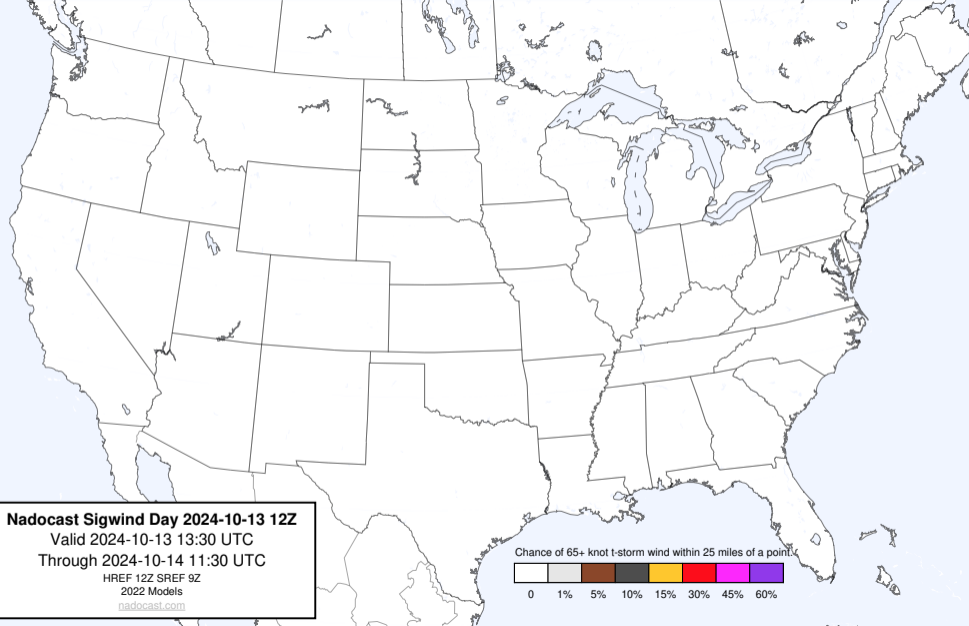 Nadocast Sigwind Day 2024-10-13 12Z
Valid 2024-10-13 13:30 UTC
Through 2024-10-14 11:30 UTC
HREF 12Z SREF 9Z
2022 Models
nadocast.com
Chance of 65+ knot t-storm wind within 25 miles of a point.
0 1% 5% 10% 15% 30% 45% 60%